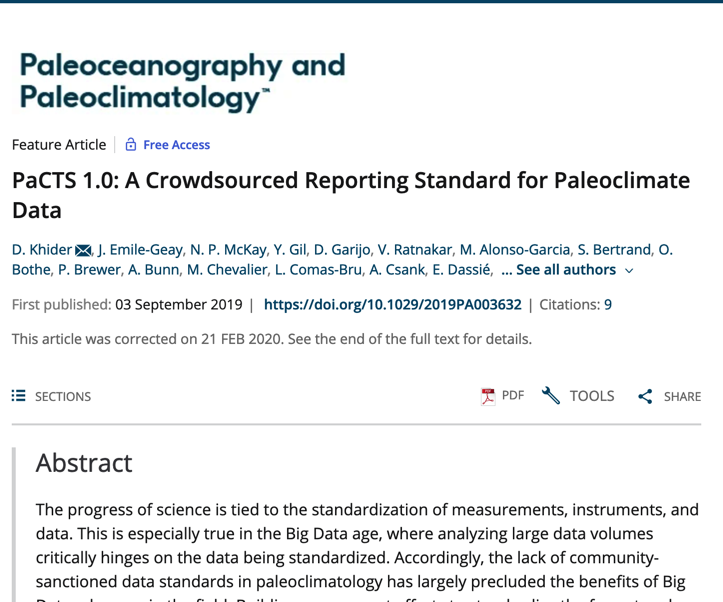 Paleoceanography and
Paleoclimatology™
Feature Article | Free Access
PaCTS 1.0: A Crowdsourced Reporting Standard for Paleoclimate
Data
D. Khider, J. Emile-Geay, N. P. McKay, Y. Gil, D. Garijo, V. Ratnakar, M. Alonso-Garcia, S. Bertrand, O.
Bothe, P. Brewer, A. Bunn, M. Chevalier, L. Comas-Bru, A. Csank, E. Dassié, ... See all authors
First published: 03 September 2019 | https://doi.org/10.1029/2019PA003632 | Citations: 9
This article was corrected on 21 FEB 2020. See the end of the full text for details.
SECTIONS PDF TOOLS SHARE
Abstract
The progress of science is tied to the standardization of measurements, instruments, and
data. This is especially true in the Big Data age, where analyzing large data volumes
critically hinges on the data being standardized. Accordingly, the lack of community-
sanctioned data standards in paleoclimatology has largely precluded the benefits of Big